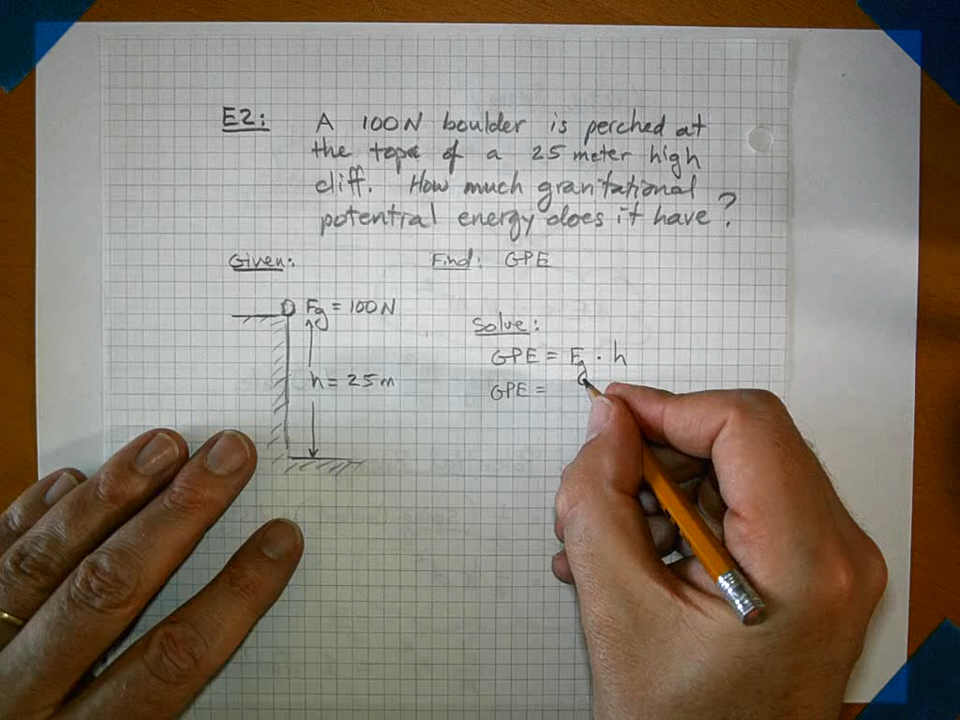 E2: A 100N boulder is perched at
the top of a 25 meter high
cliff. How much gravitational
potential energy does it have?
Given:
Find: GPE
Fg = 100N
h = 25m
Solve:
GPE = Fg · h
GPE =